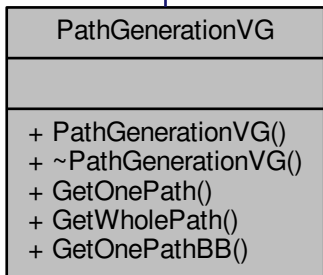 PathGenerationVG
+ PathGenerationVG()
+ ~PathGenerationVG()
+ GetOnePath()
+ GetWholePath()
+ GetOnePathBB()